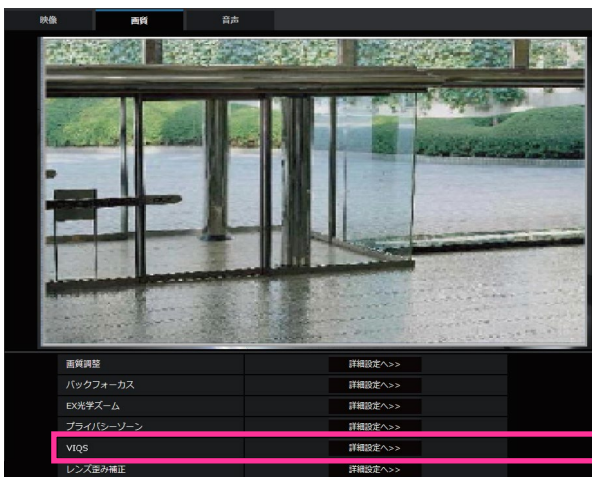 映像 画質 音声
画質調整 詳細設定へ>>
バックフォーカス 詳細設定へ>>
EX光学ズーム 詳細設定へ>>
プライバシーゾーン 詳細設定へ>>
VIQS 詳細設定へ>>
レンズ歪み補正 詳細設定へ>>